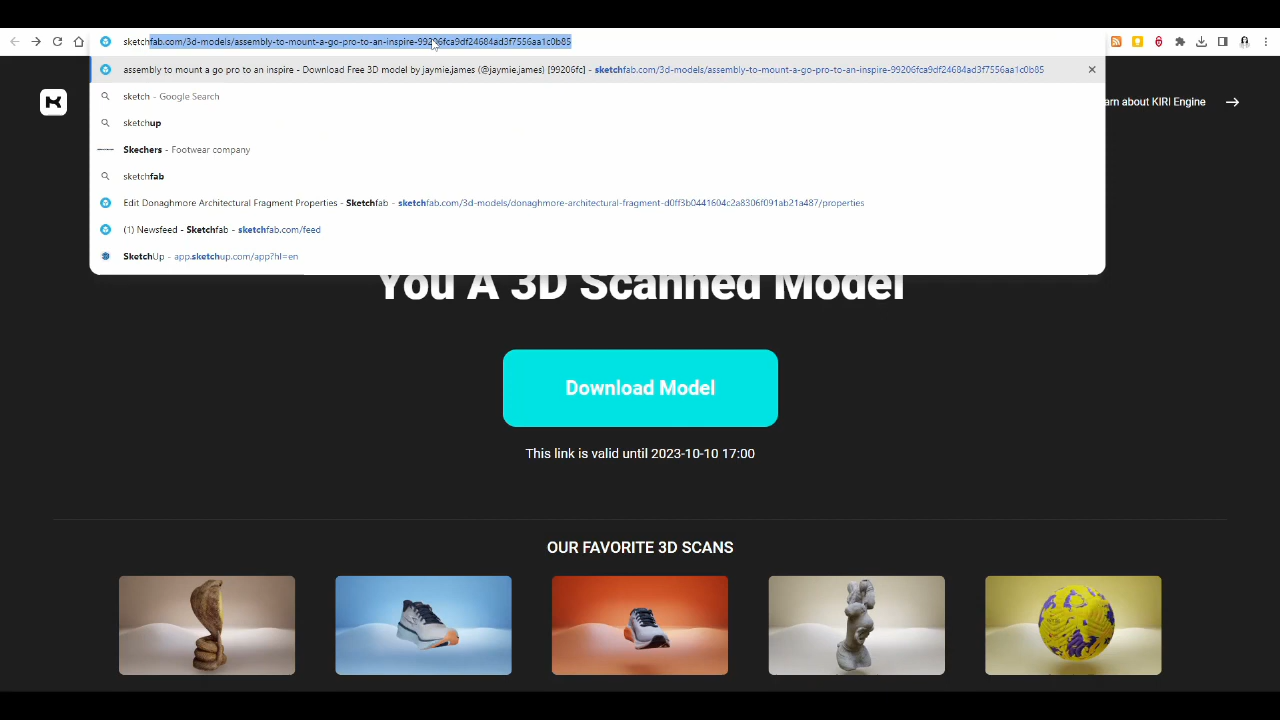 sketchfab.com/3d-models/assembly-to-mount-a-go-pro-to-an-inspire-99206fca9df24684ad3f7556aa1c0b85
assembly to mount a go pro to an inspire - Download Free 3D model by jaymie.james (@jaymie.james) [99206fc] - sketchfab.com/3d-models/assembly-to-mount-a-go-pro-to-an-inspire-99206fca9df24684ad3f7556aa1c0b85
sketch - Google Search
sketchup
Skechers - Footwear company
sketchfab
Edit Donaghmore Architectural Fragment Properties - Sketchfab - sketchfab.com/3d-models/donaghmore-architectural-fragment-d0ff3b0441604c2a8306f091ab21a487/properties
(1) Newsfeed - Sketchfab - sketchfab.com/feed
SketchUp - app.sketchup.com/app?hl=en
arn about KIRI Engine
You A 3D Scanned Model
Download Model
This link is valid until 2023-10-10 17:00
OUR FAVORITE 3D SCANS